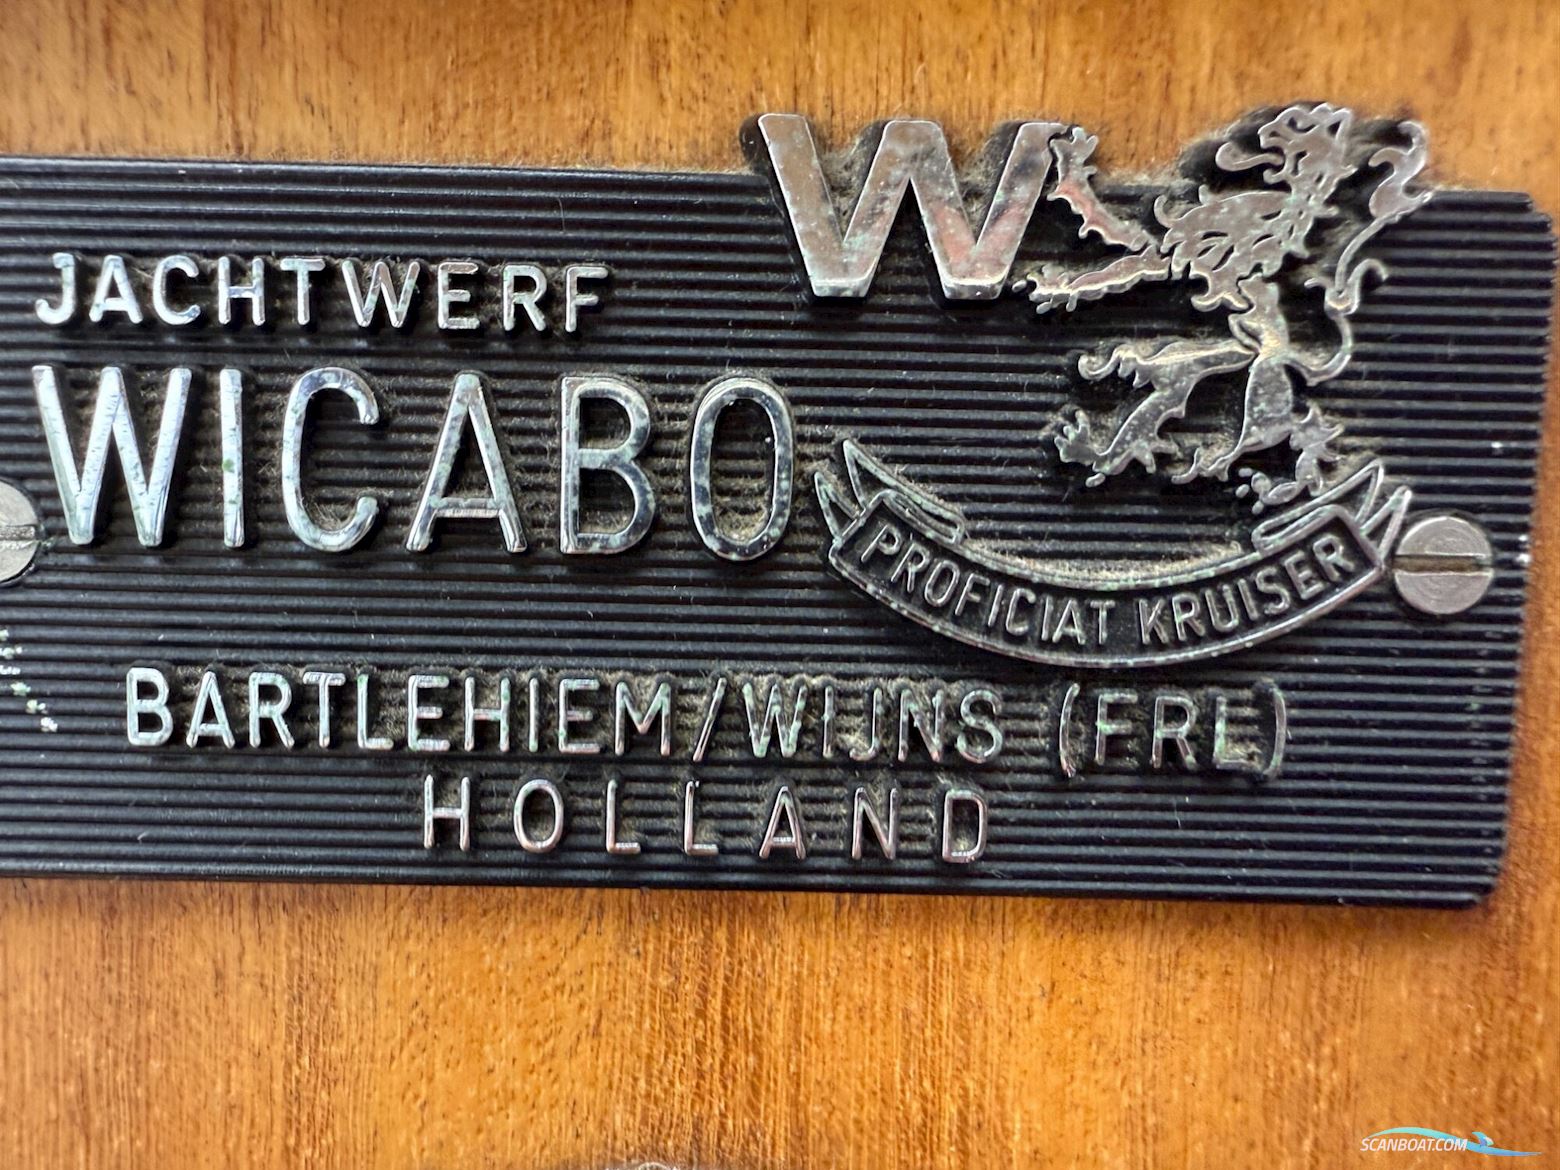 W
JACHTWERF
WICABO
PROFICIAT KRUISER
BARTLEHIEM/WIJNS (FRL)
HOLLAND
SCANBOAT.COM